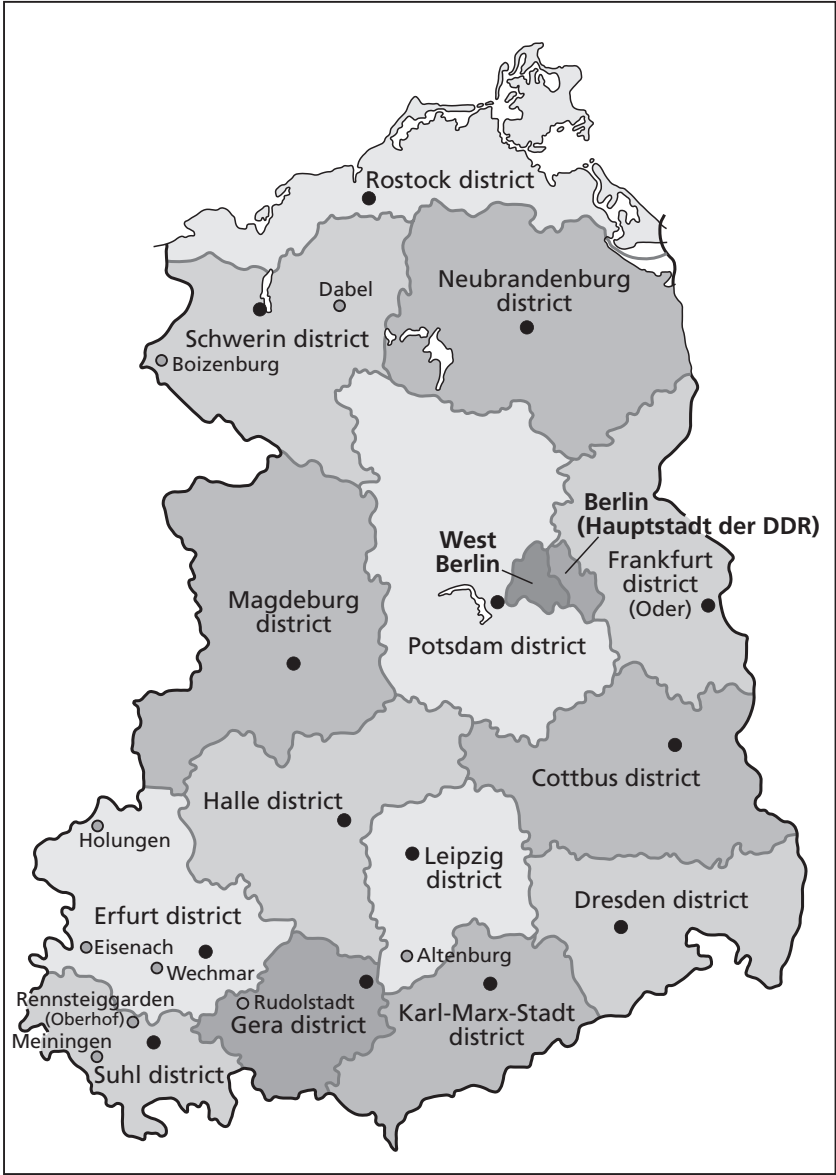 Rostock district
Neubrandenburg
district
Dabel
Schwerin district
Boizenburg
Berlin
(Hauptstadt der DDR)
West
Berlin
Frankfurt
district
(Oder)
Magdeburg
district
Potsdam district
Cottbus district
Halle district
Holungen
Leipzig
district
Dresden district
Erfurt district
Eisenach
Wechmar
Altenburg
Rennsteiggarden
(Oberhof)
Rudolstadt
Gera district
Karl-Marx-Stadt
district
Meiningen
Suhl district